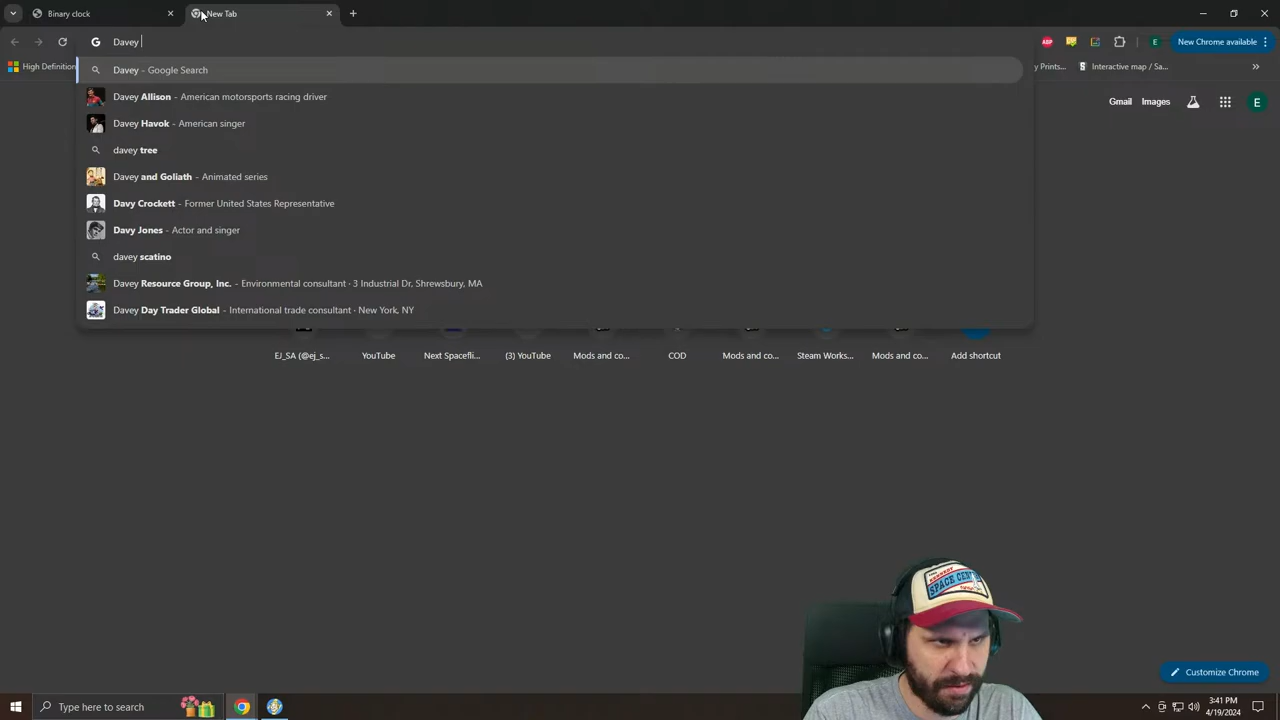 Binary clock
New Tab
Davey
New Chrome available
High Definition
Davey - Google Search
y Prints...
Interactive map / Sa...
Davey Allison - American motorsports racing driver
Gmail
Images
E
Davey Havok - American singer
davey tree
Davey and Goliath - Animated series
Davy Crockett - Former United States Representative
Davy Jones - Actor and singer
davey scatino
Davey Resource Group, Inc. - Environmental consultant · 3 Industrial Dr, Shrewsbury, MA
Davey Day Trader Global - International trade consultant · New York, NY
EJ_SA (@ej_s...
YouTube
Next Spacefli...
(3) YouTube
Mods and co...
COD
Mods and co...
Steam Works...
Mods and co...
Add shortcut
SPACE CENTER
Customize Chrome
Type here to search
3:41 PM
4/19/2024